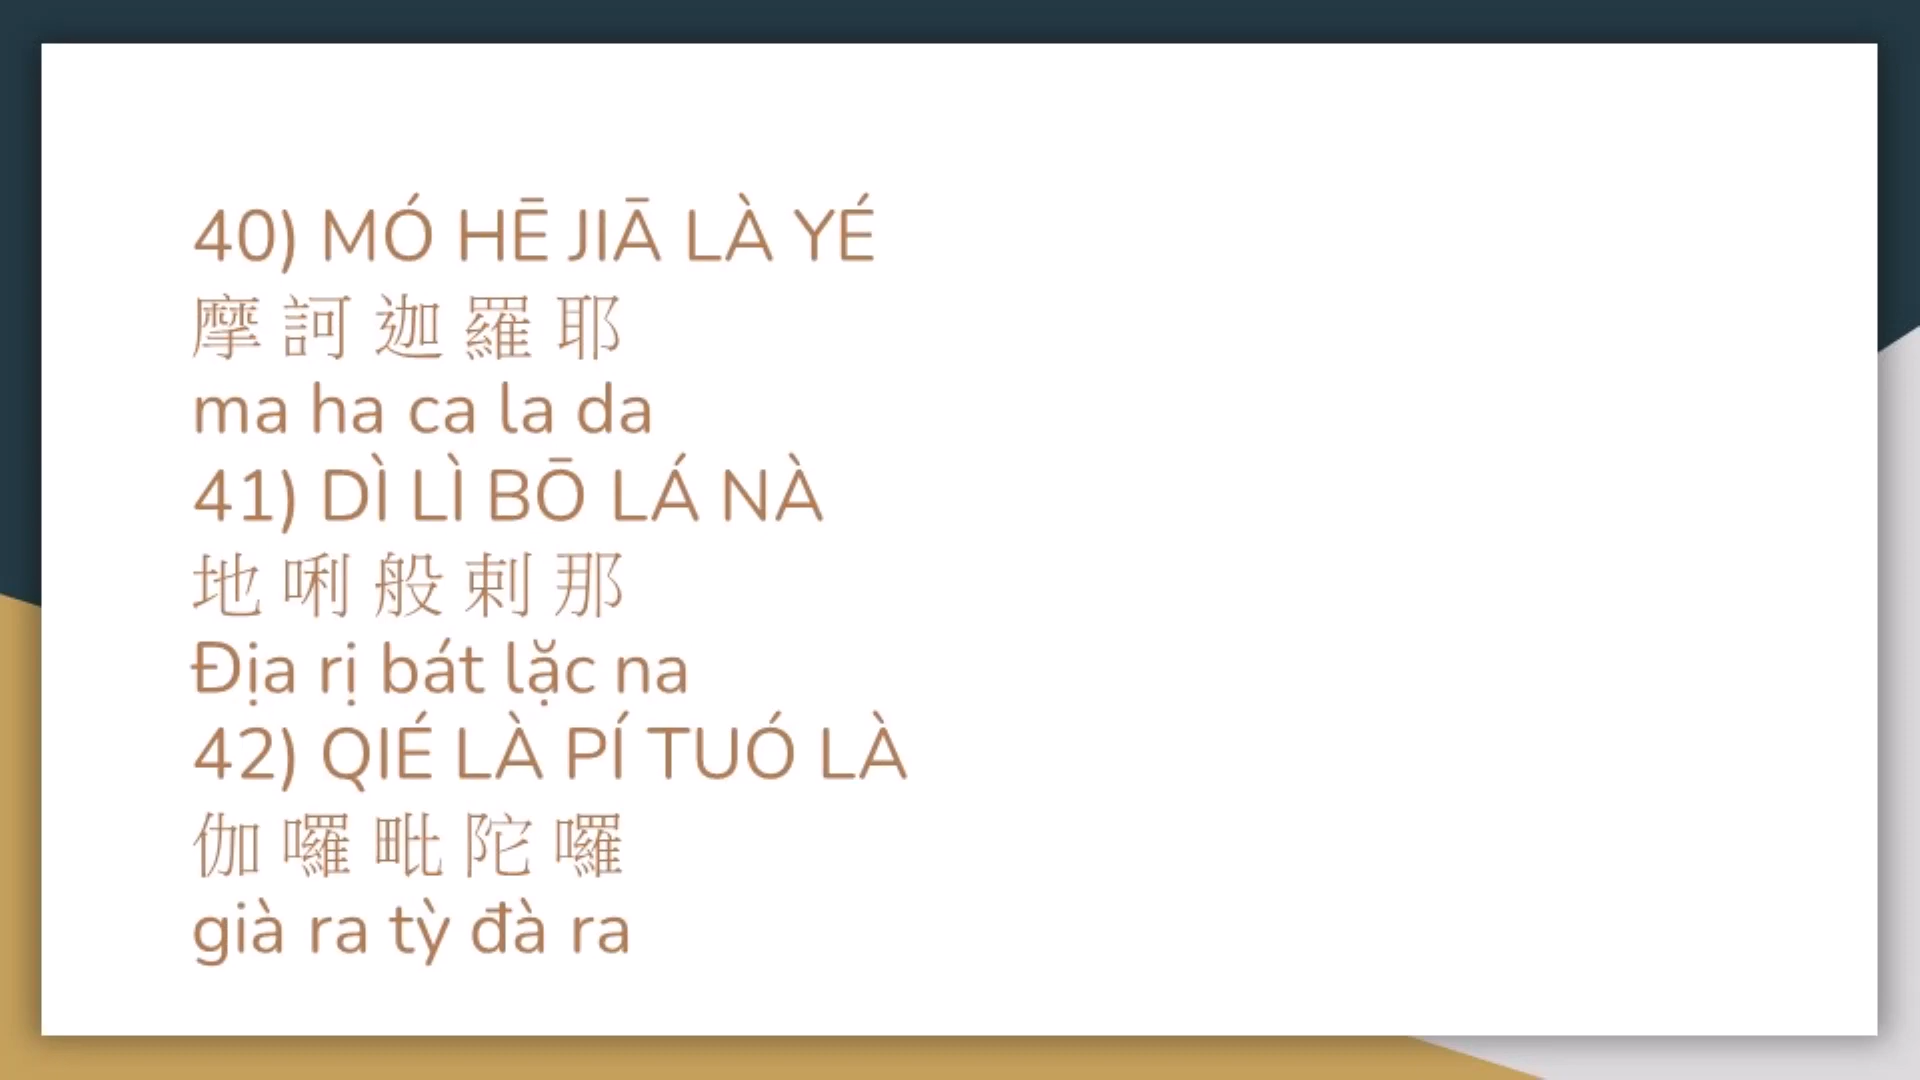 40) MÓ HĒ JIĀ LÀ YÉ
摩 訶 迦 羅 耶
ma ha ca la da
41) DÌ LÌ BŌ LÁ NÀ
地 唎 般 剌 那
Địa rị bát lặc na
42) QIÉ LÀ PÍ TUÓ LÀ
伽 囉 毗 陀 囉
già ra tỳ đà ra